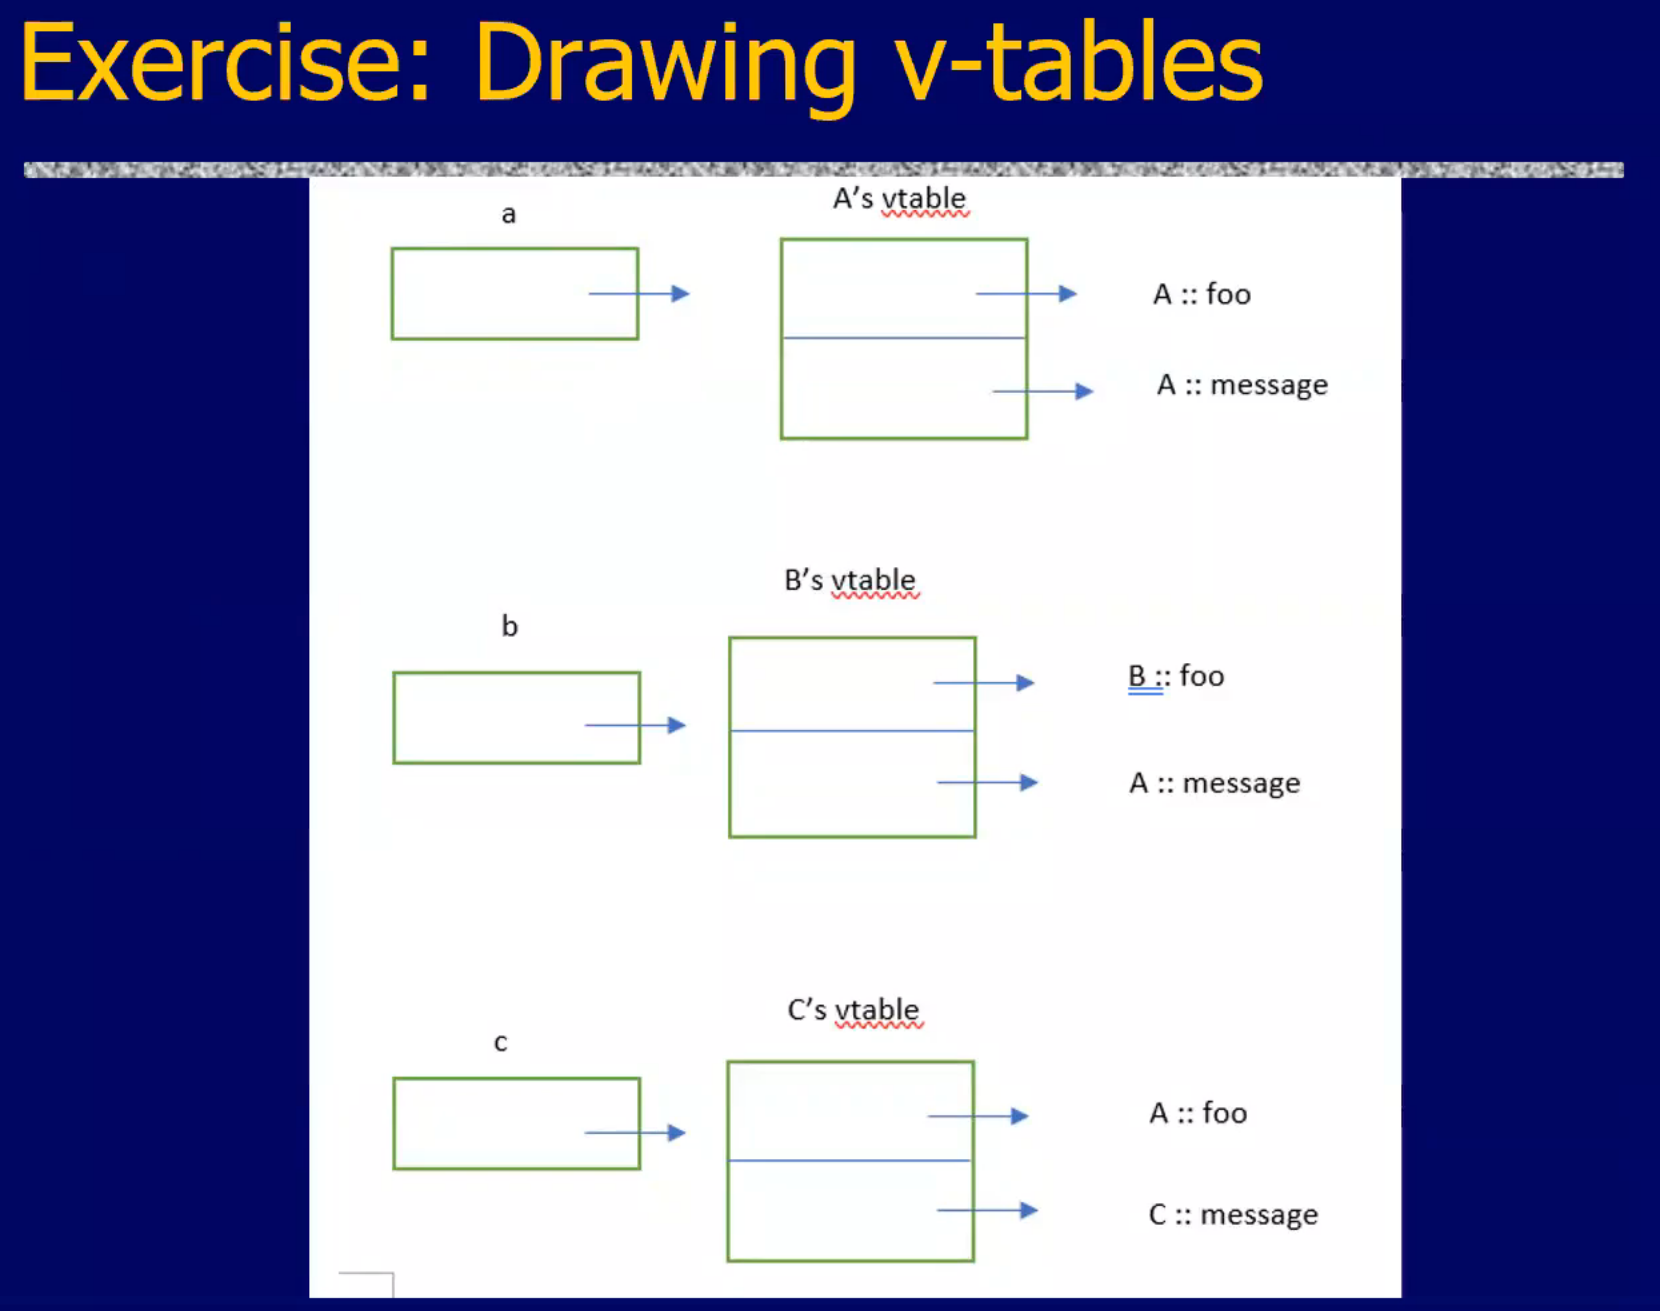 Exercise: Drawing v-tables
a
A's vtable
A :: foo
A :: message
B's vtable
b
B :: foo
A :: message
C's vtable
c
A :: foo
C :: message